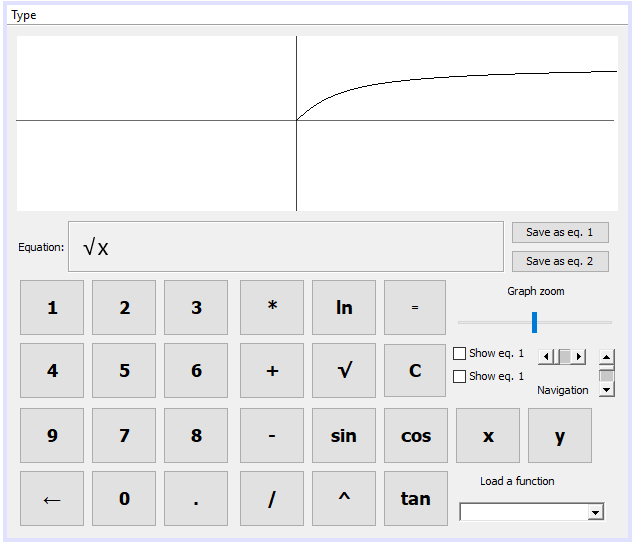 Type
Equation:
√x
Save as eq. 1
Save as eq. 2
1 2 3 * ln =
Graph zoom
4 5 6 + √ C
Show eq. 1
Show eq. 1
Navigation
9 7 8 - sin cos x y
← 0 . / ^ tan
Load a function